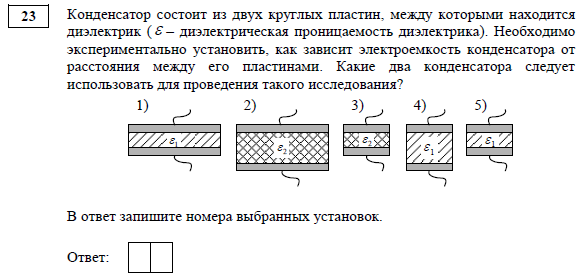 23
Конденсатор состоит из двух круглых пластин, между которыми находится
диэлектрик (ε – диэлектрическая проницаемость диэлектрика). Необходимо
экспериментально установить, как зависит электроемкость конденсатора от
расстояния между его пластинами. Какие два конденсатора следует
использовать для проведения такого исследования?
1) 2) 3) 4) 5)
ε₁ ε₂ ε₂ ε₁ ε₁
В ответ запишите номера выбранных установок.
Ответ: